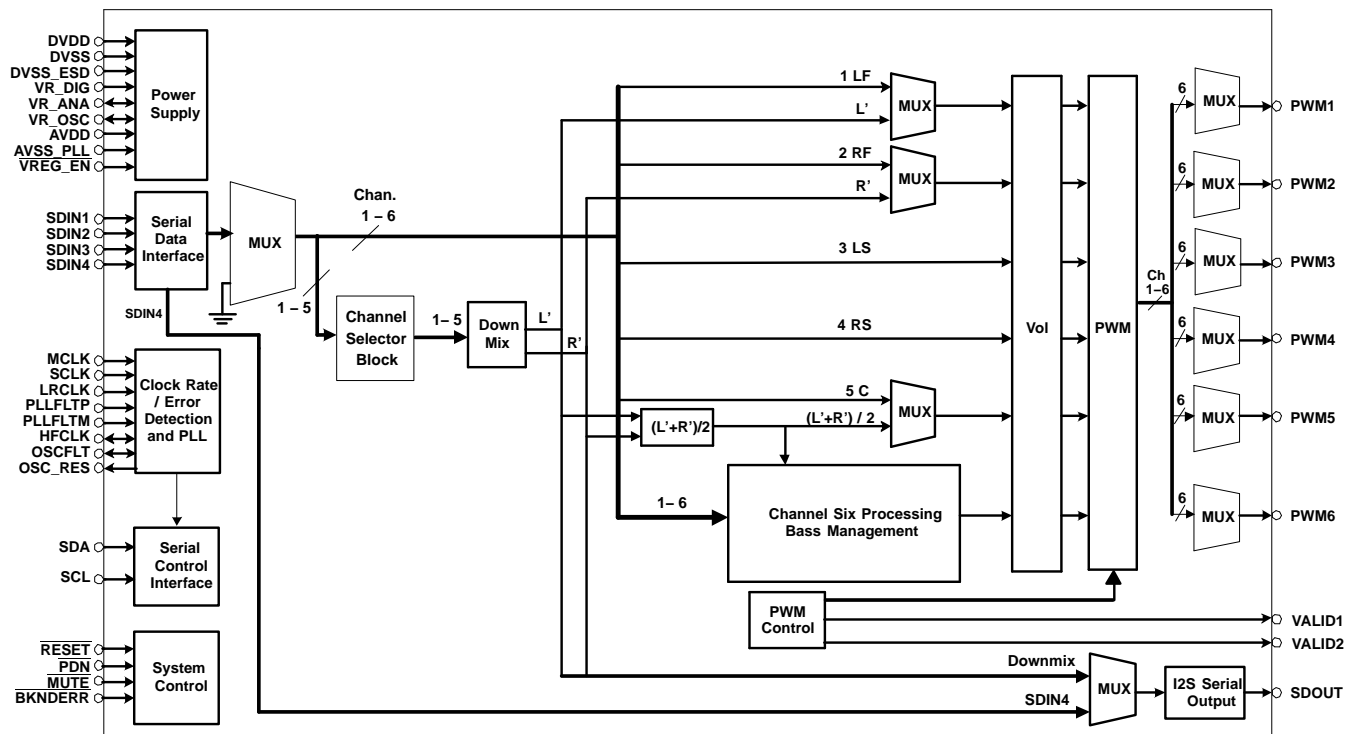 DVDD
DVSS
DVSS_ESD
VR_DIG
VR_ANA
VR_OSC
AVDD
AVSS_PLL
VREG_EN
Power
Supply
SDIN1
SDIN2
SDIN3
SDIN4
Serial
Data
Interface
MUX
Chan.
1 – 6
1 – 5
SDIN4
Channel
Selector
Block
1– 5
Down
Mix
L'
R'
MCLK
SCLK
LRCLK
PLLFLTP
PLLFLTM
HFCLK
OSCFLT
OSC_RES
Clock Rate
/ Error
Detection
and PLL
SDA
SCL
Serial
Control
Interface
RESET
PDN
MUTE
BKNDERR
System
Control
1 LF
L'
MUX
2 RF
R'
MUX
3 LS
4 RS
5 C
(L'+R')/2
(L'+R') / 2
MUX
1– 6
Channel Six Processing
Bass Management
Vol
PWM
PWM
Control
Ch
1–6
6
MUX
PWM1
6
MUX
PWM2
6
MUX
PWM3
6
MUX
PWM4
6
MUX
PWM5
6
MUX
PWM6
VALID1
VALID2
Downmix
SDIN4
MUX
I2S Serial
Output
SDOUT